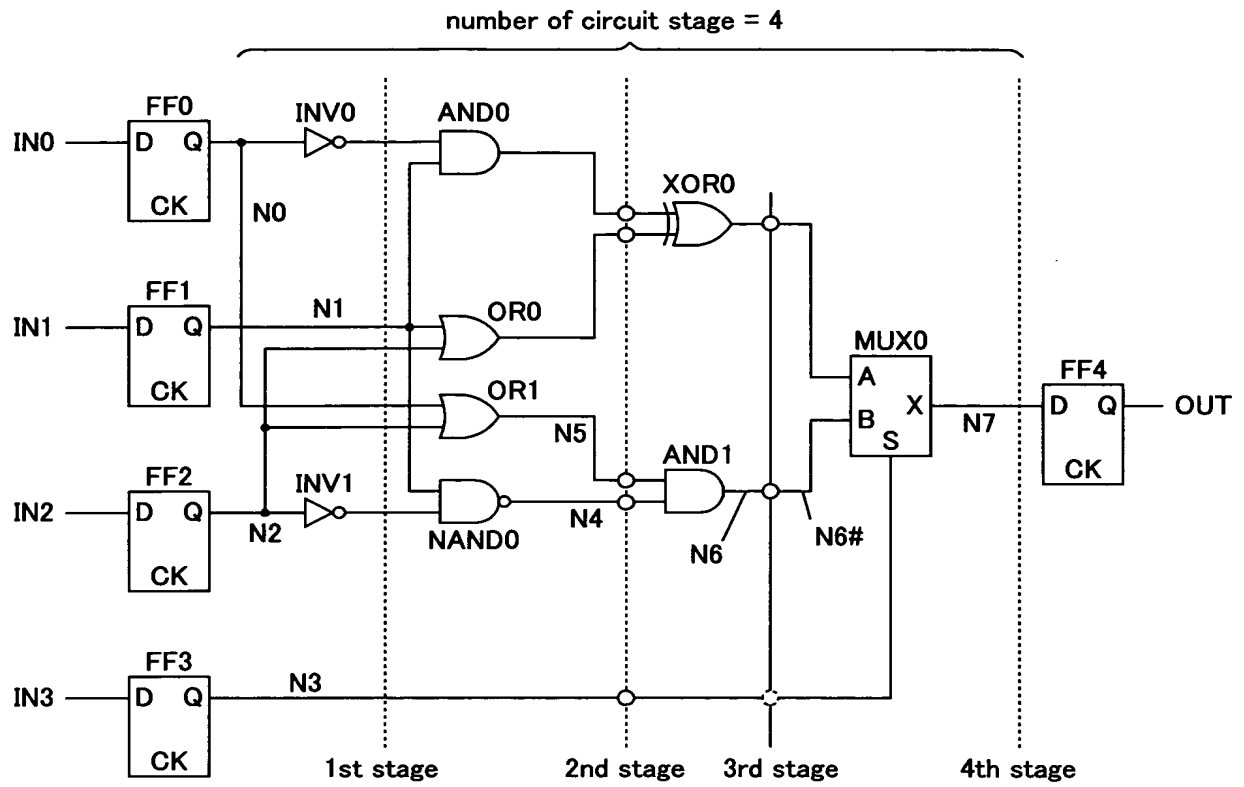 number of circuit stage = 4
FF0
INV0
AND0
IN0
D Q
CK
N0
XOR0
FF1
N1
OR0
IN1
D Q
CK
MUX0
A
B
X
S
FF4
D Q
CK
OUT
N7
OR1
N5
AND1
FF2
INV1
IN2
D Q
CK
N2
NAND0
N4
N6
N6#
FF3
N3
IN3
D Q
CK
1st stage
2nd stage
3rd stage
4th stage